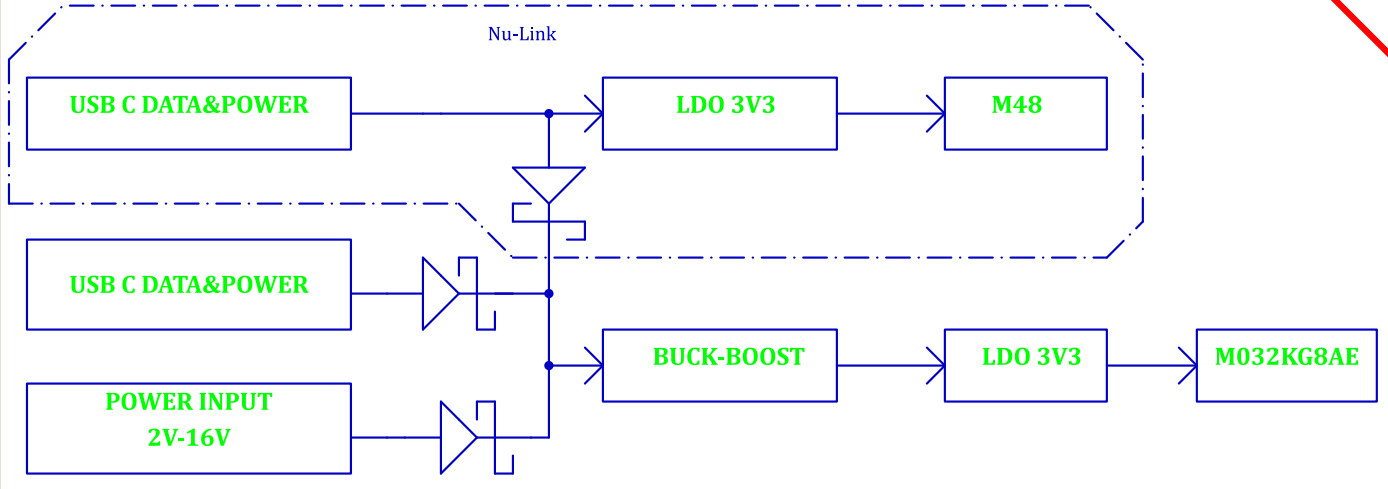 Nu-Link
USB C DATA&POWER
LDO 3V3
M48
USB C DATA&POWER
BUCK-BOOST
LDO 3V3
M032KG8AE
POWER INPUT
2V-16V